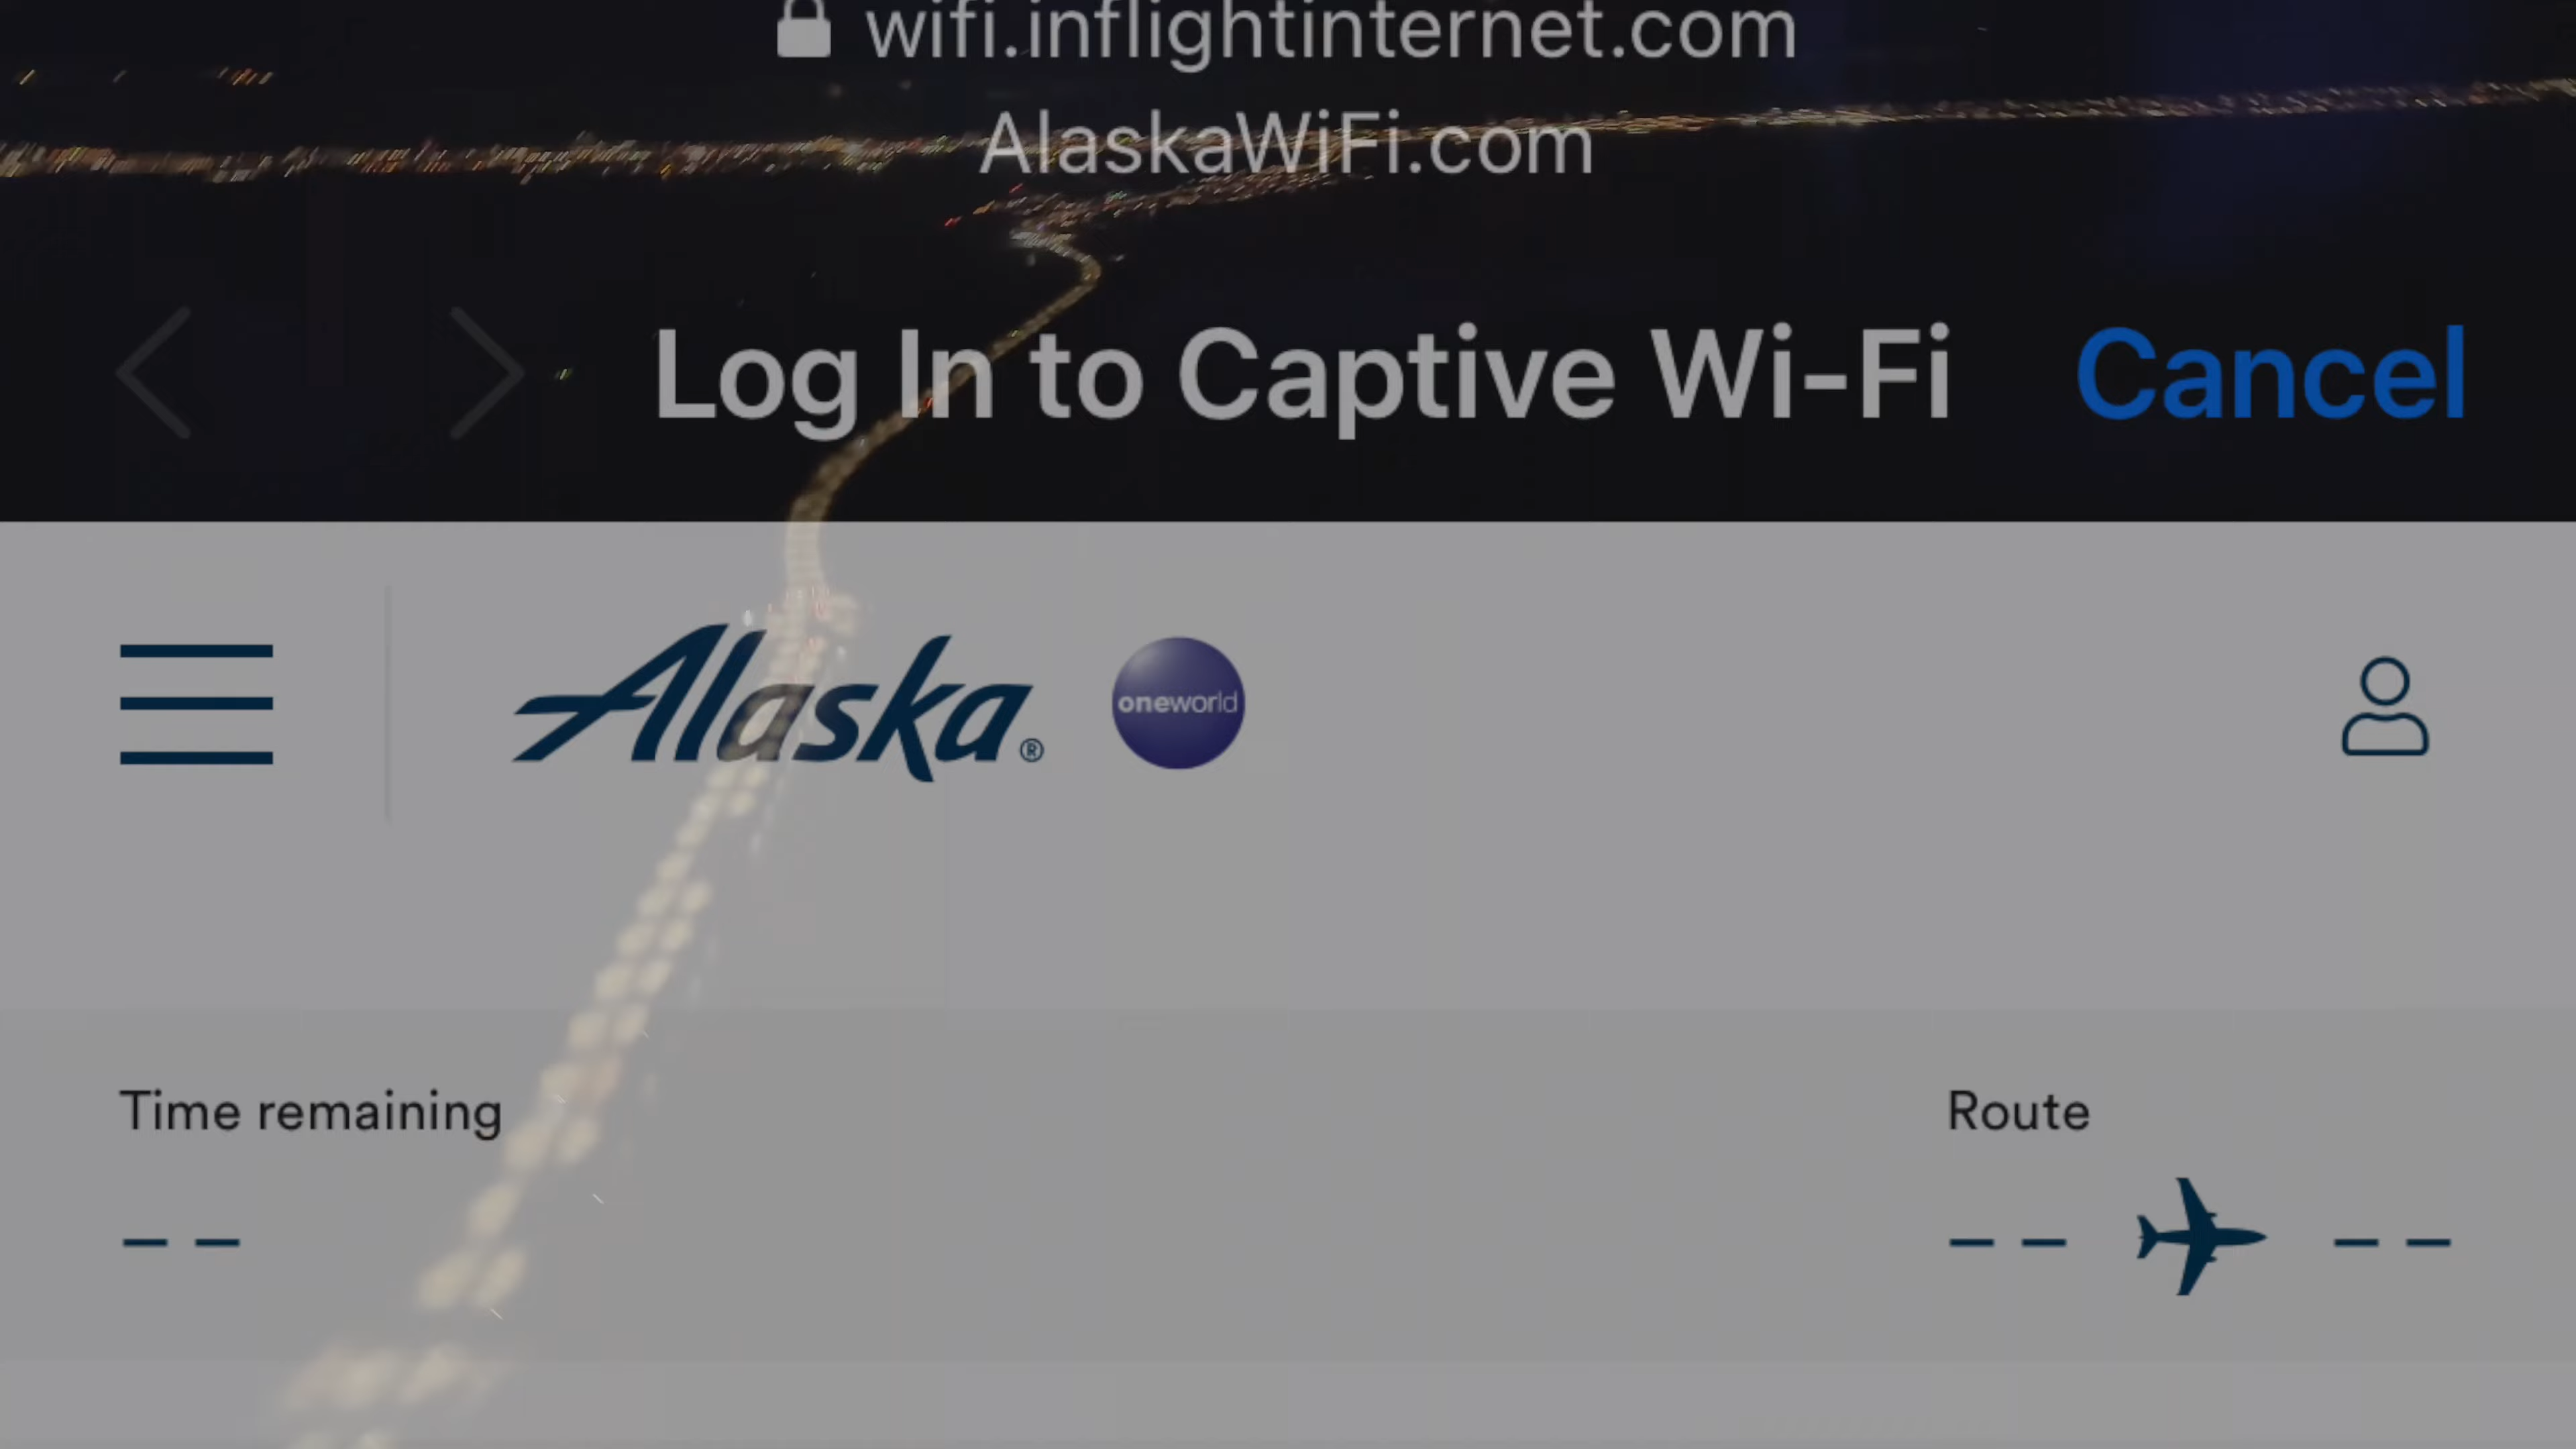 wifi.inflightinternet.com
AlaskaWiFi.com
Log In to Captive Wi-Fi Cancel
Alaska® oneworld
Time remaining Route
-- --  --